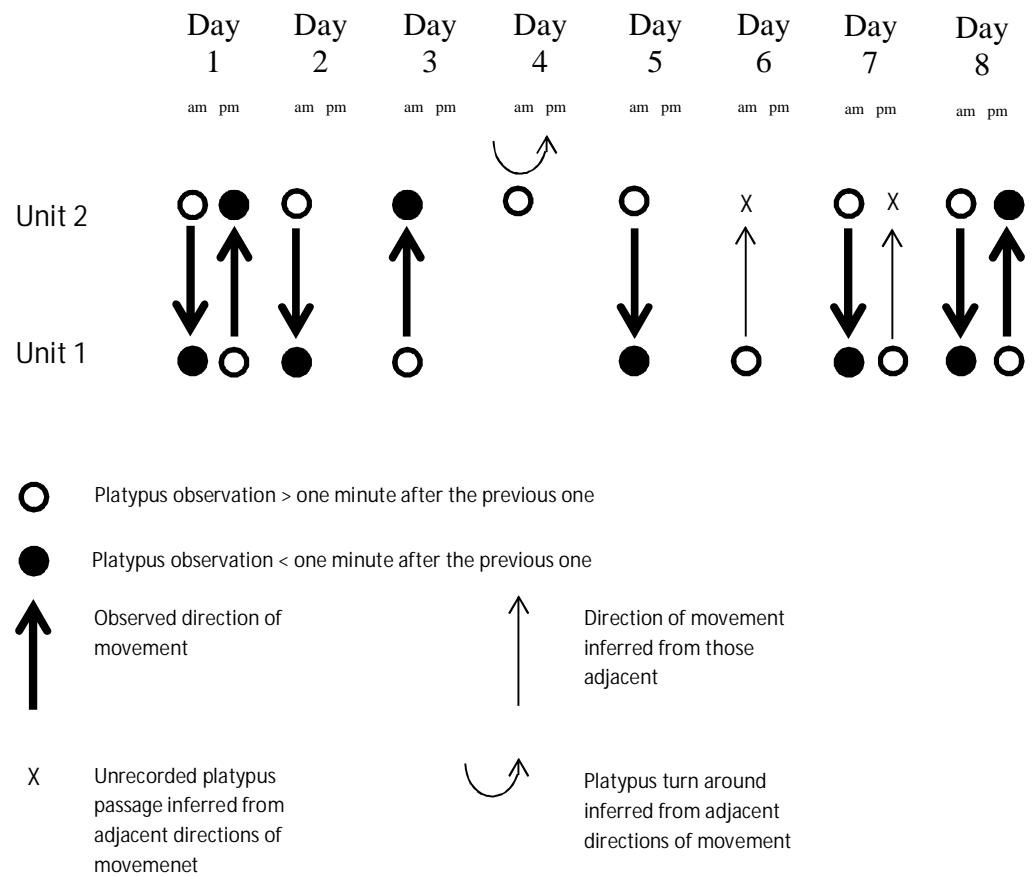 Day Day Day Day Day Day Day Day
1 2 3 4 5 6 7 8
am pm am pm am pm am pm am pm am pm am pm am pm
Unit 2
X X
Unit 1
Platypus observation > one minute after the previous one
Platypus observation < one minute after the previous one
Observed direction of
movement
Direction of movement
inferred from those
adjacent
X
Unrecorded platypus
passage inferred from
adjacent directions of
movemenet
Platypus turn around
inferred from adjacent
directions of movement